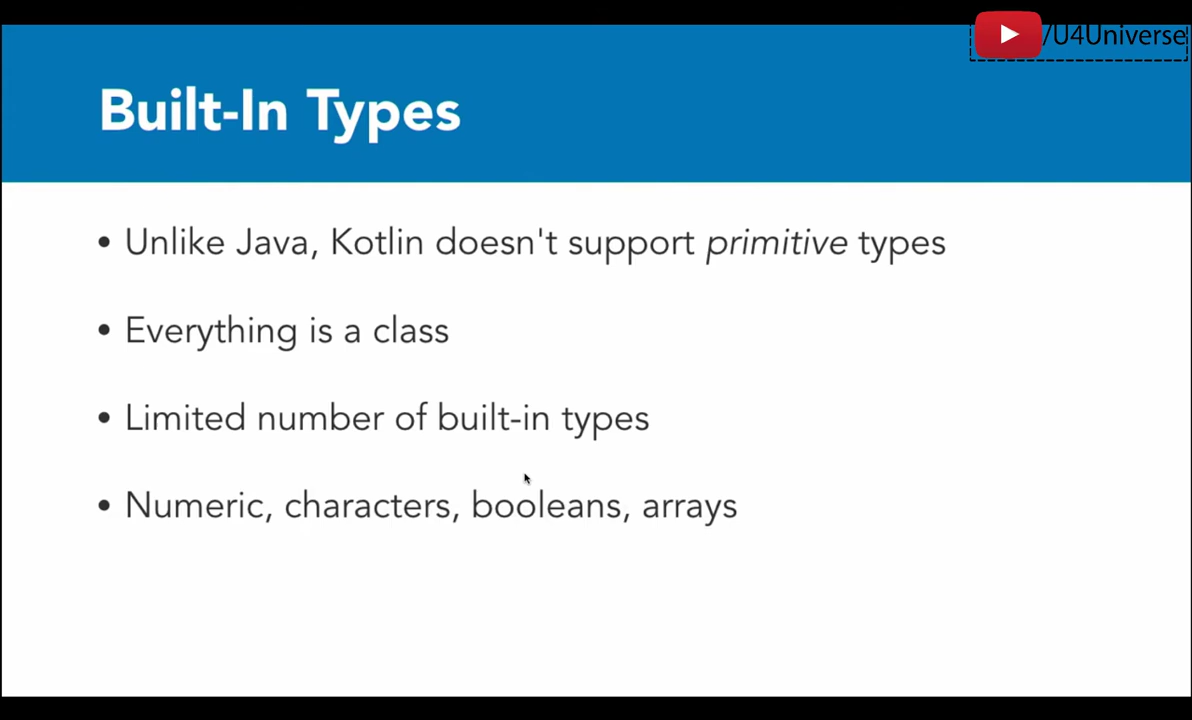 /U4Universe
Built-In Types
• Unlike Java, Kotlin doesn't support primitive types
• Everything is a class
• Limited number of built-in types
• Numeric, characters, booleans, arrays